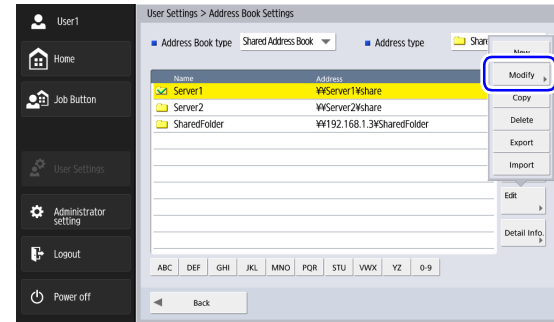 User1
Home
Job Button
User Settings
Administrator
setting
Logout
Power off
User Settings > Address Book Settings
Address Book type
Shared Address Book
Address type
Name
Address
Server1
¥¥Server1¥share
Server2
¥¥Server2¥share
SharedFolder
¥¥192.168.1.3¥SharedFolder
New
Modify
Copy
Delete
Export
Import
Edit
Detail Info.
ABC DEF GHI JKL MNO PQR STU VWX YZ 0-9
Back